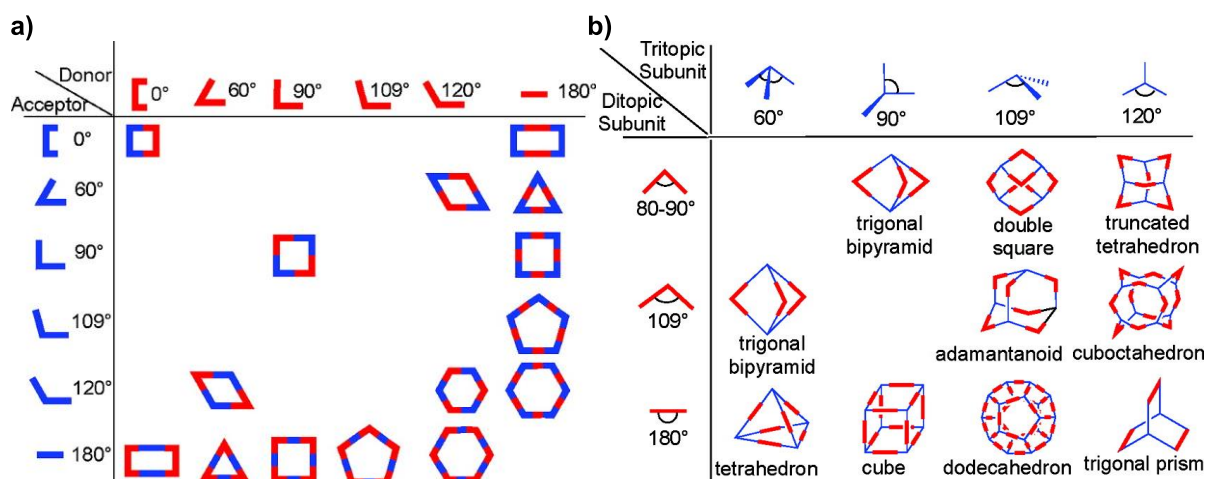 a)
Donor
Acceptor
0° 60° 90° 109° 120° 180°
0°
60°
90°
109°
120°
180°
b)
Tritopic
Subunit
Ditopic
Subunit
60° 90° 109° 120°
80-90°
trigonal
bipyramid
double
square
truncated
tetrahedron
109°
trigonal
bipyramid
adamantanoid
cuboctahedron
180°
tetrahedron
cube
dodecahedron
trigonal prism